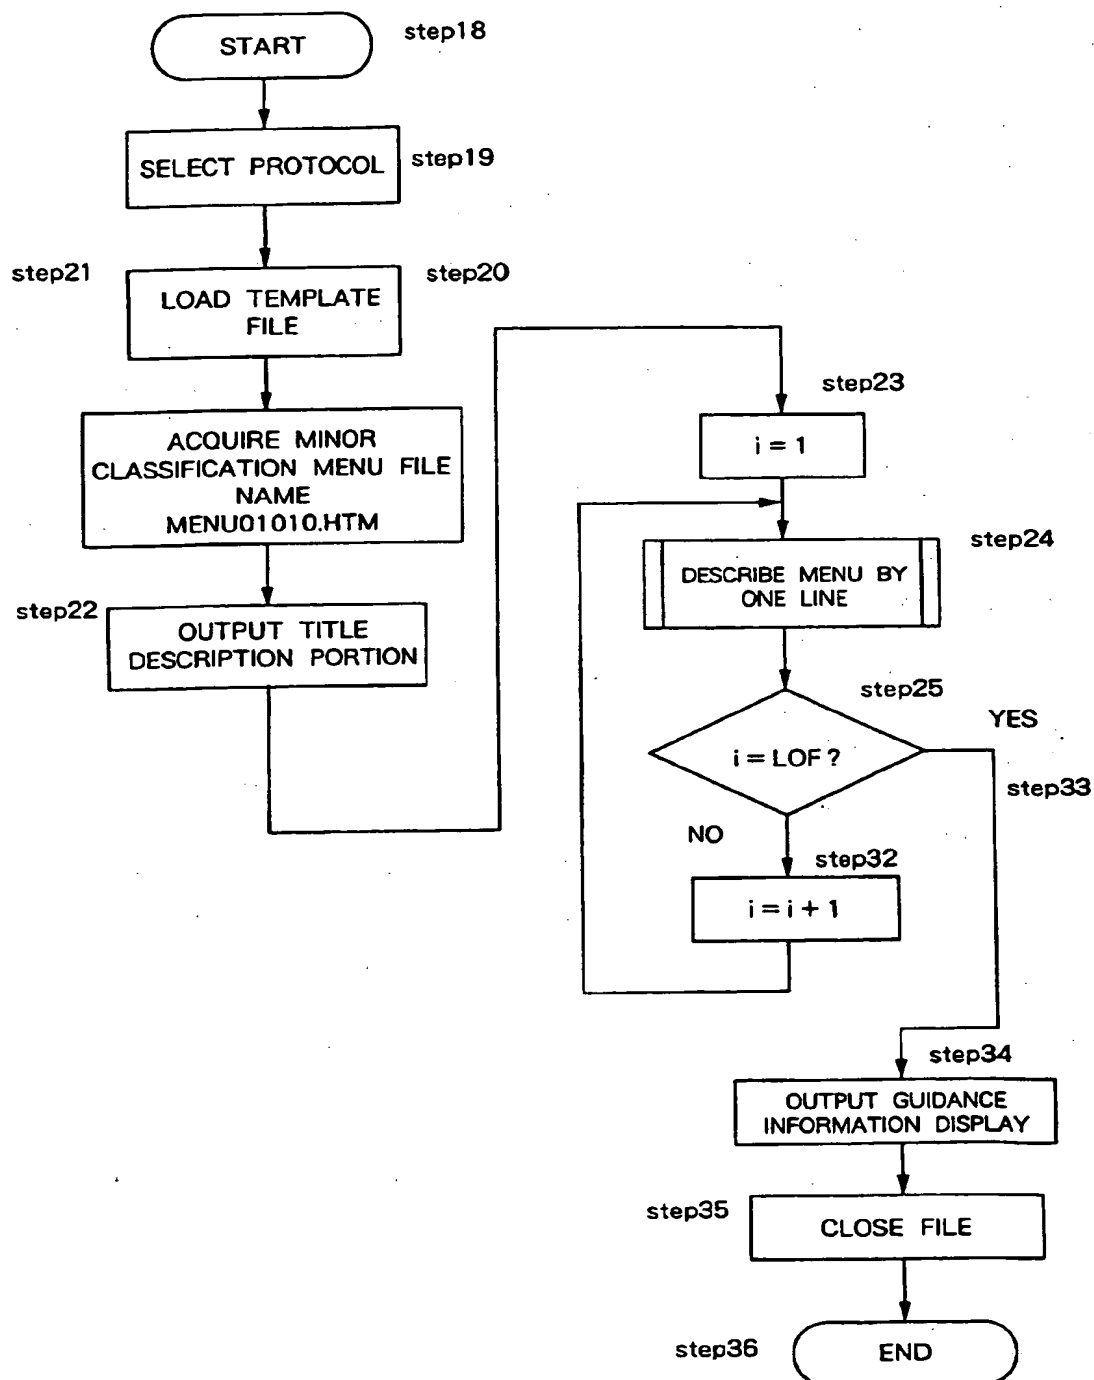 START
step18
SELECT PROTOCOL
step19
step21
step20
LOAD TEMPLATE
FILE
ACQUIRE MINOR
CLASSIFICATION MENU FILE
NAME
MENU01010.HTM
step22
OUTPUT TITLE
DESCRIPTION PORTION
step23
i = 1
step24
DESCRIBE MENU BY
ONE LINE
step25
YES
i = LOF ?
step33
NO
step32
i = i + 1
step34
OUTPUT GUIDANCE
INFORMATION DISPLAY
step35
CLOSE FILE
step36
END